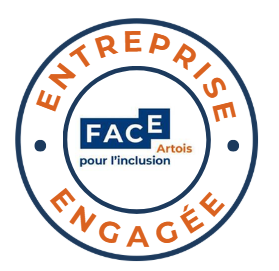 ENTREPRISE
FACE
Artois
pour l'inclusion
ENGAGÉE